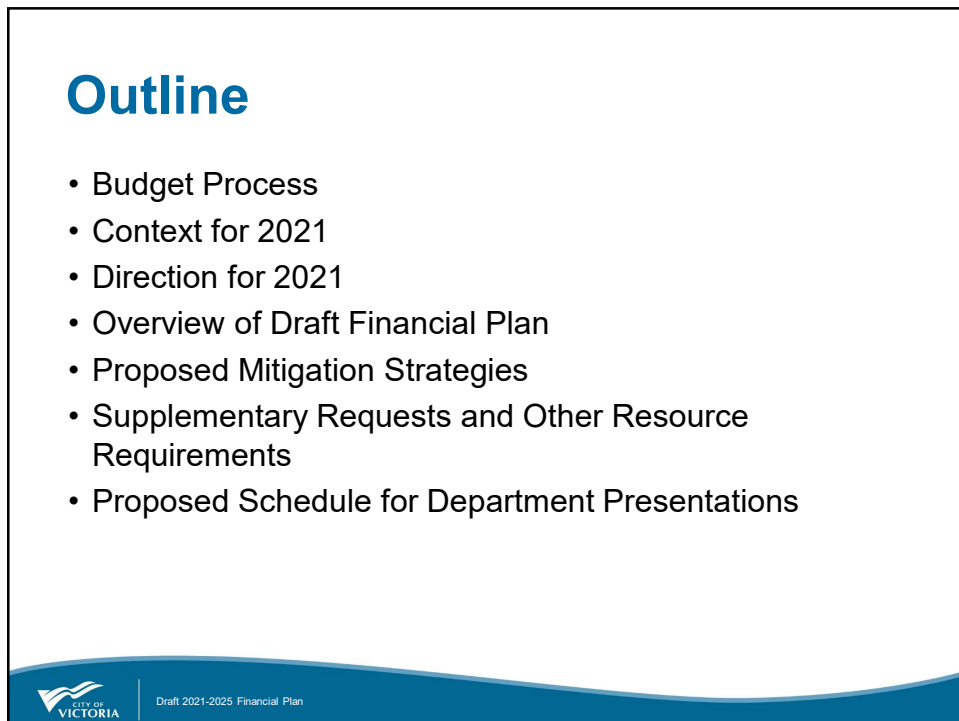 Outline
• Budget Process
• Context for 2021
• Direction for 2021
• Overview of Draft Financial Plan
• Proposed Mitigation Strategies
• Supplementary Requests and Other Resource
Requirements
• Proposed Schedule for Department Presentations
CITY OF
VICTORIA
Draft 2021-2025 Financial Plan